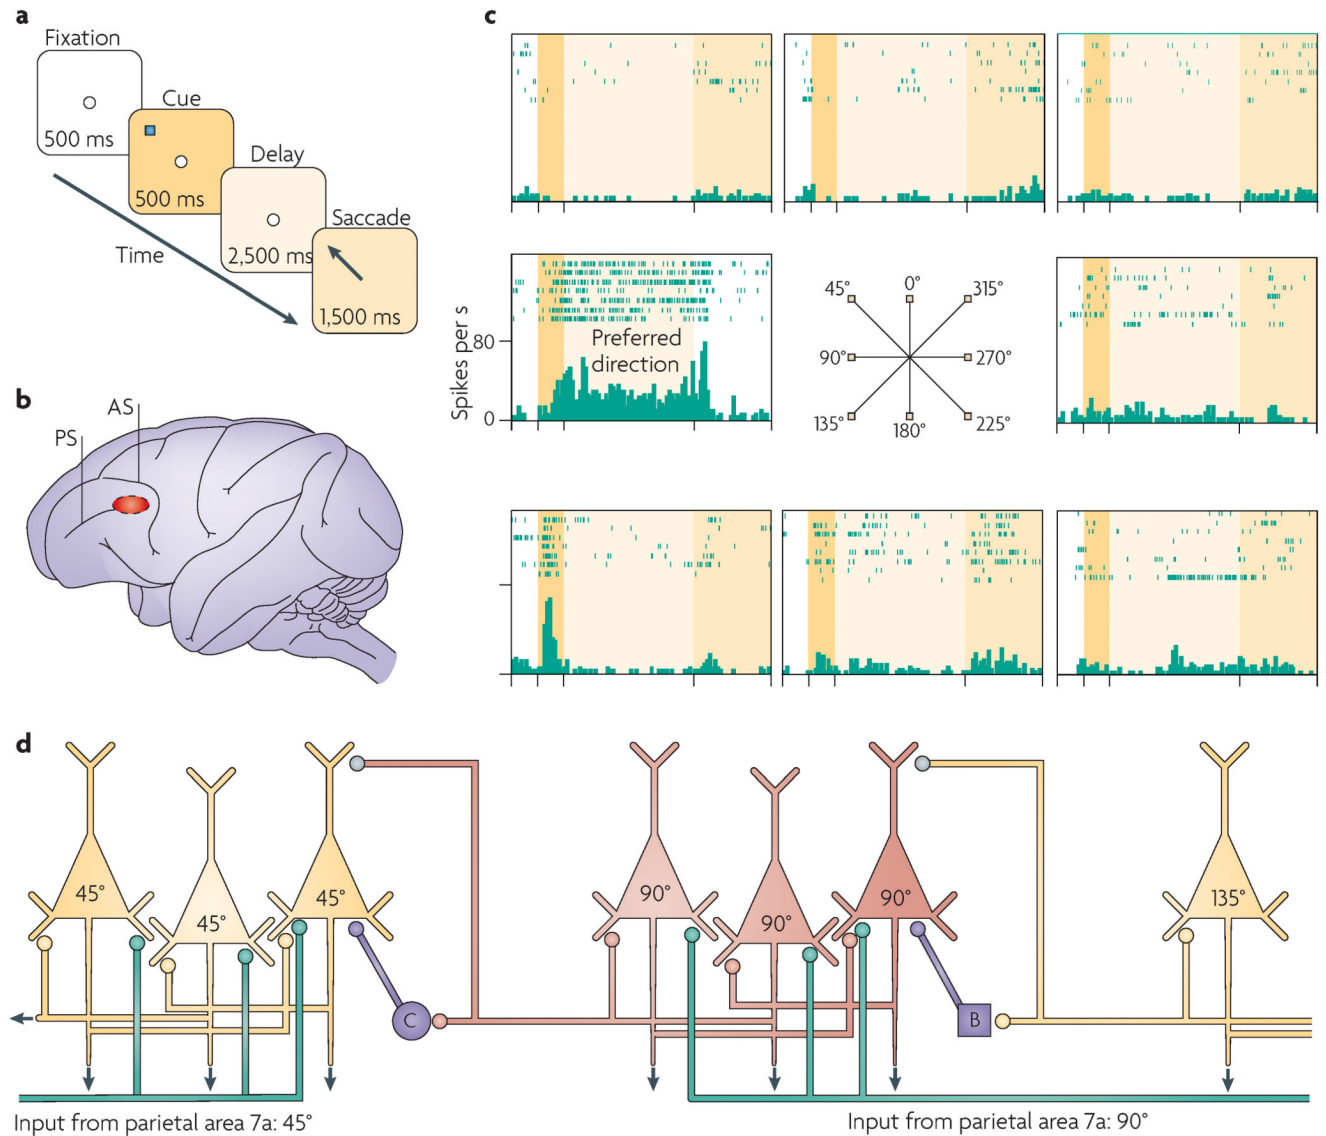 a
Fixation
500 ms
Cue
500 ms
Delay
2,500 ms
Saccade
1,500 ms
Time
b
AS
PS
c
Spikes per s
80
0
Preferred
direction
0°
45°
315°
90°
270°
135°
225°
180°
d
45°
45°
45°
90°
90°
90°
135°
C
B
Input from parietal area 7a: 45°
Input from parietal area 7a: 90°